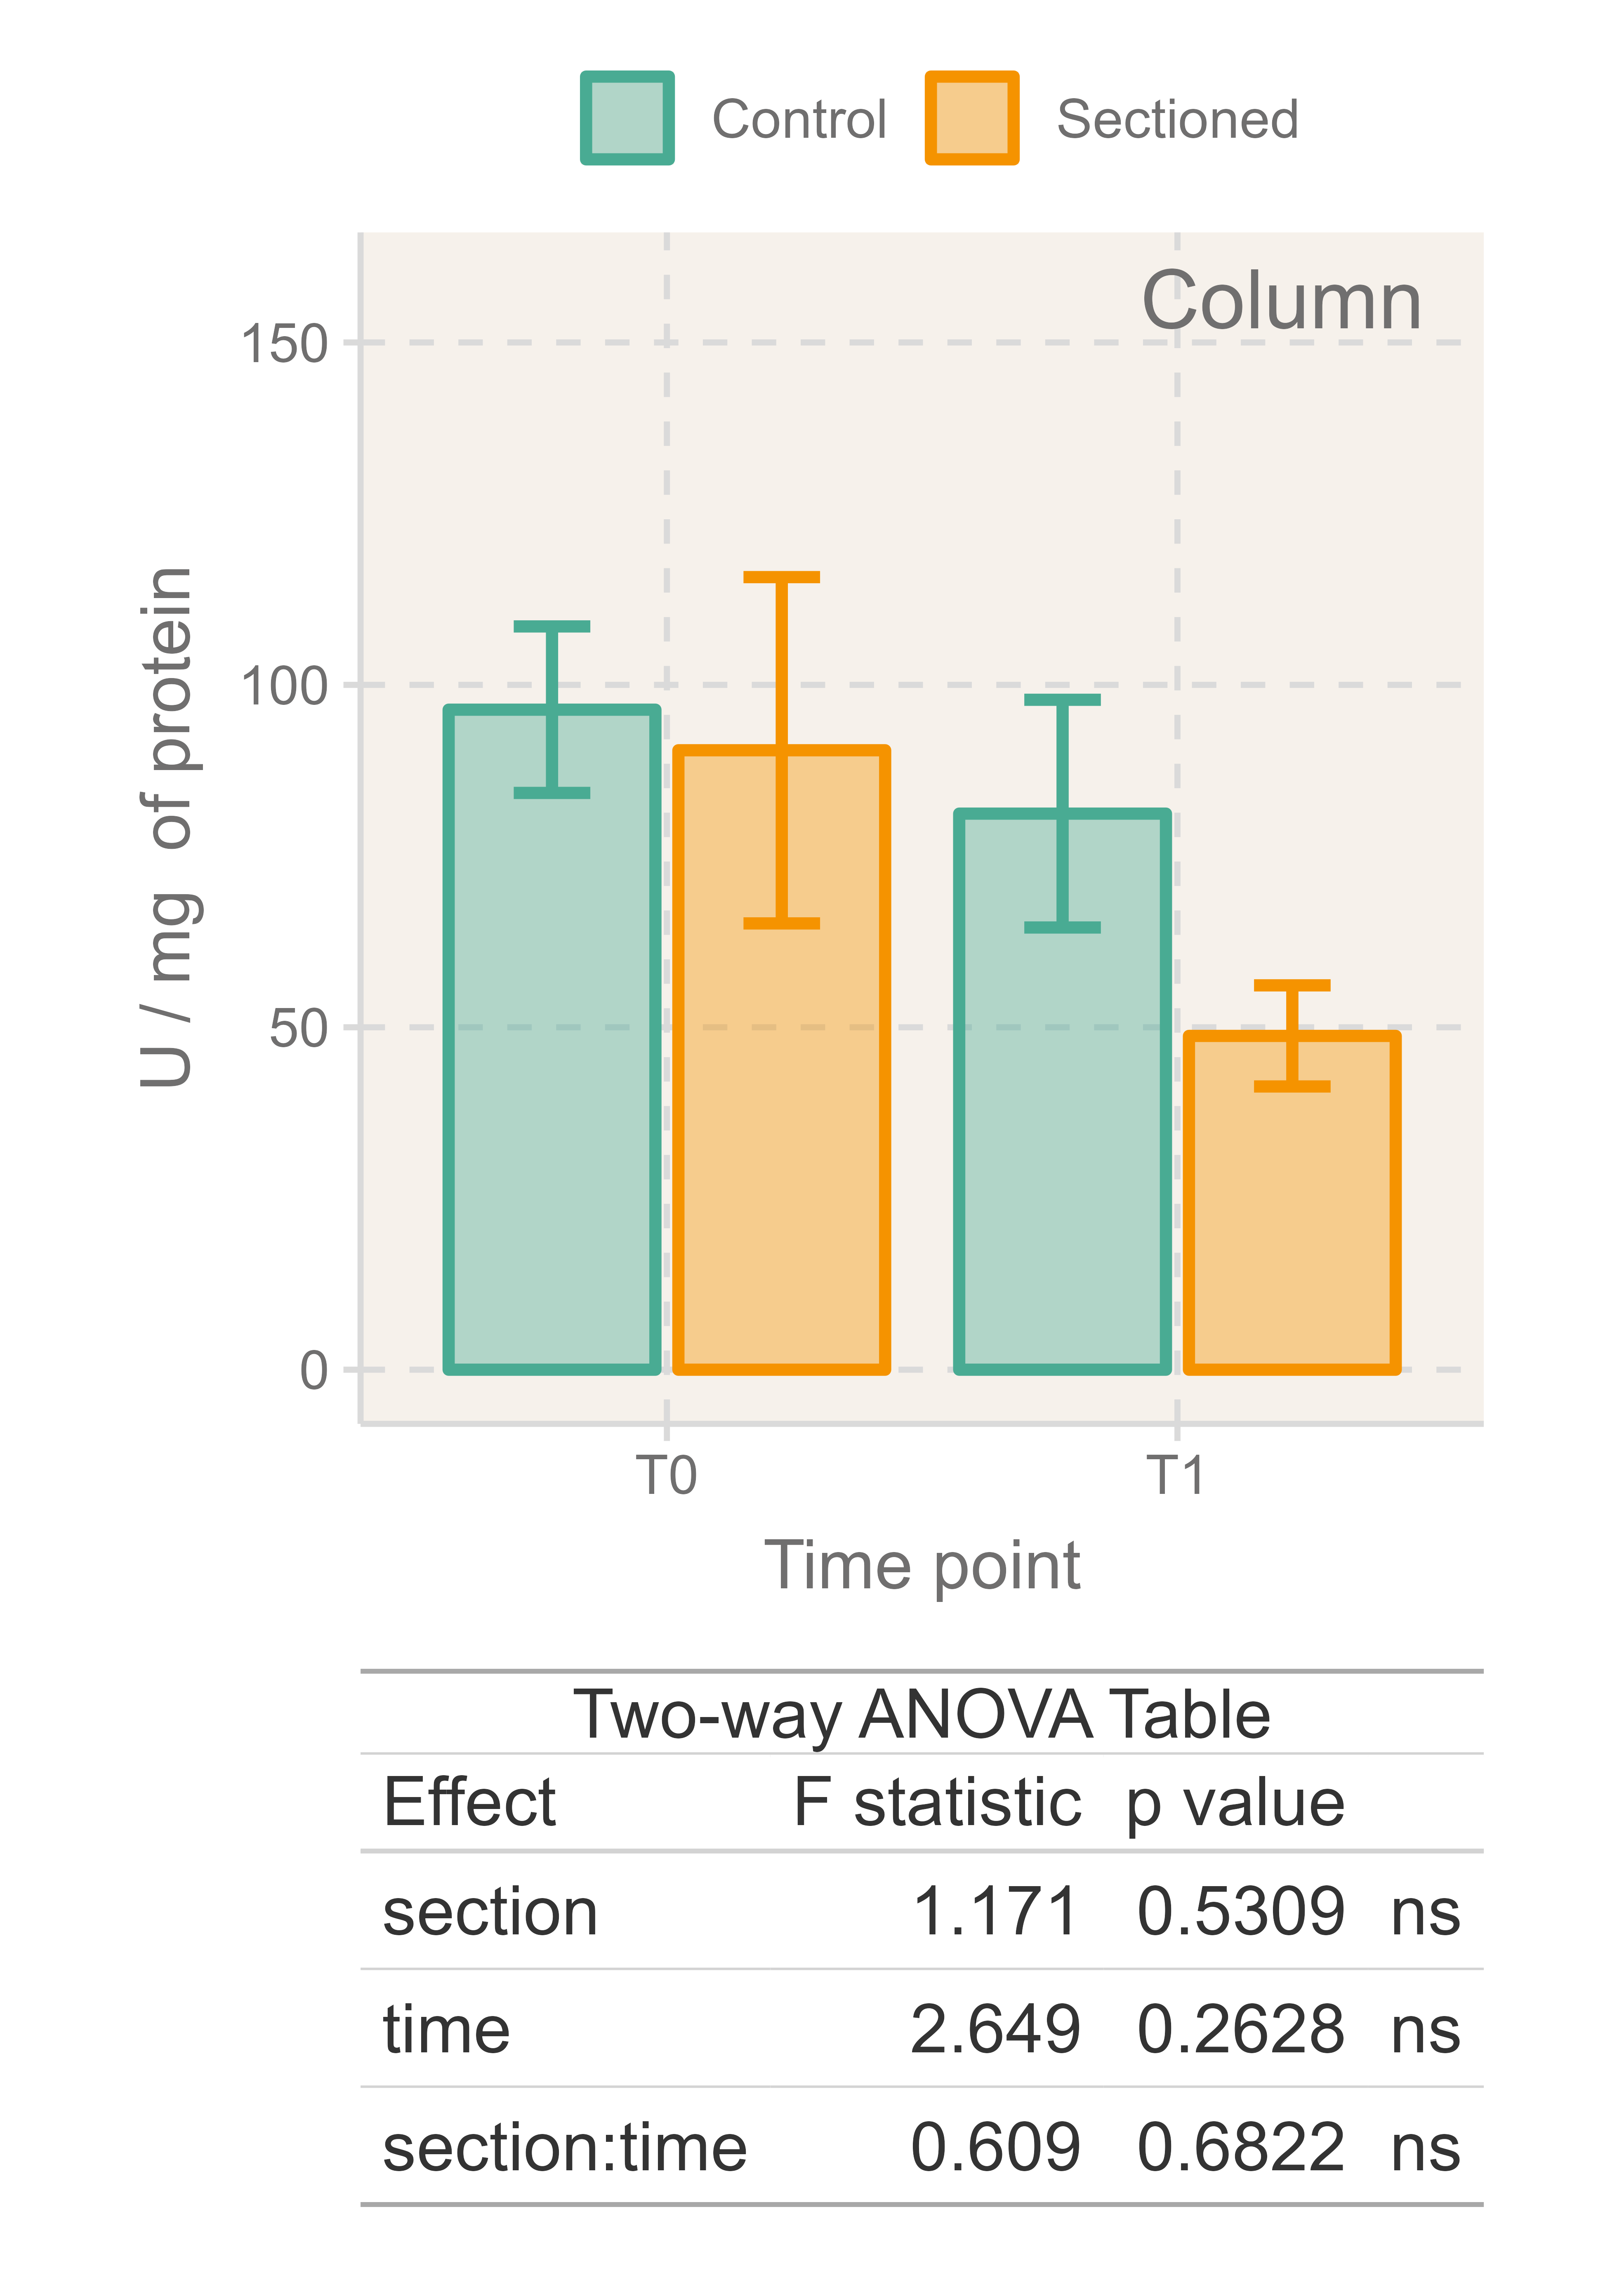 Control Sectioned
Column
150
100
50
0
U / mg of protein
T0 T1
Time point
Two-way ANOVA Table
Effect F statistic p value
section 1.171 0.5309 ns
time 2.649 0.2628 ns
section:time 0.609 0.6822 ns